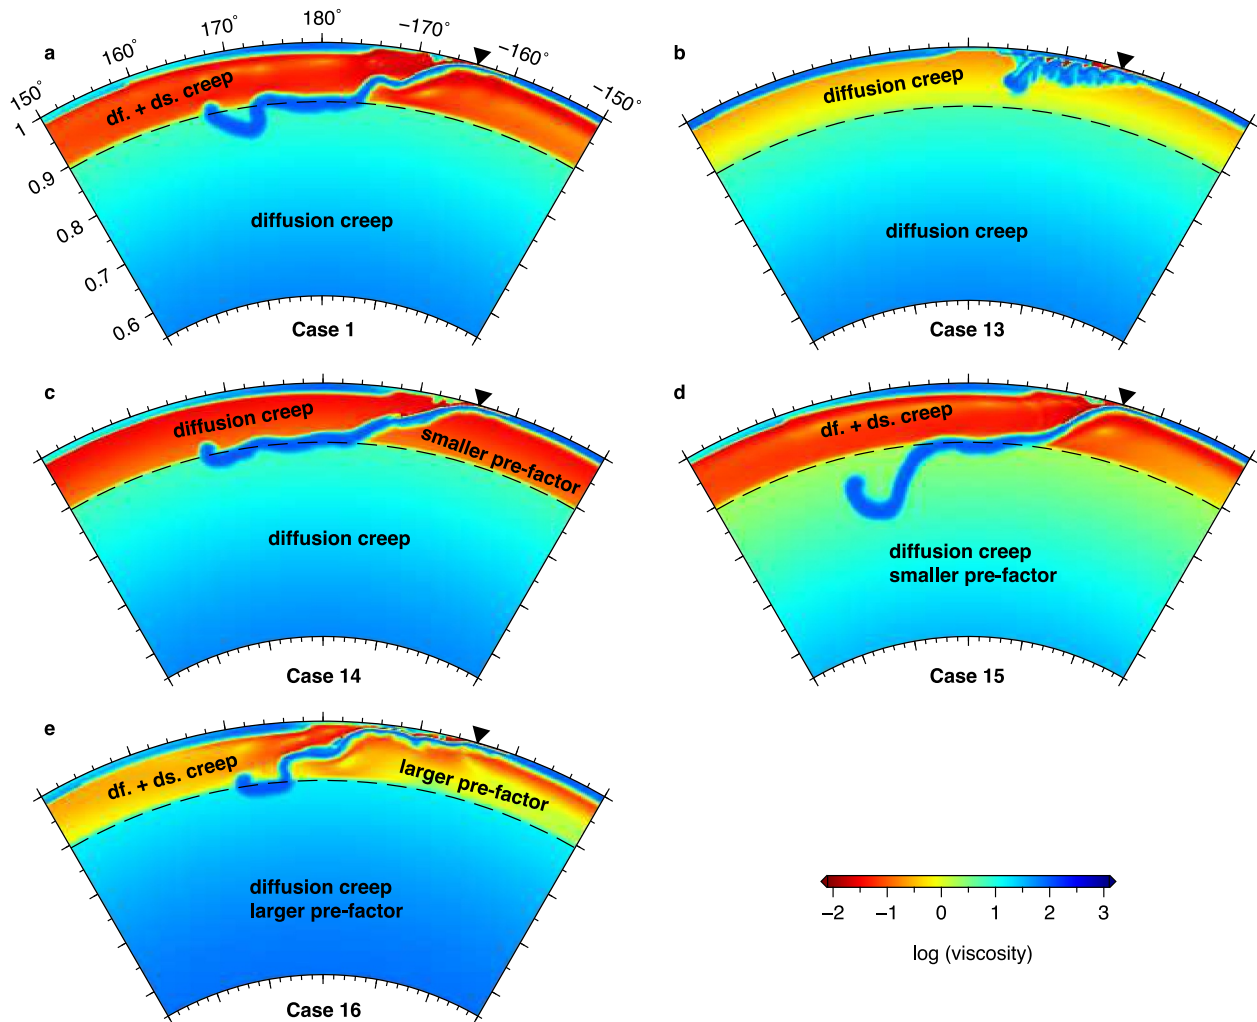 a
150°
160°
170°
180°
−170°
−160°
−150°
1
0.9
0.8
0.7
0.6
df. + ds. creep
diffusion creep
Case 1
b
diffusion creep
diffusion creep
Case 13
c
diffusion creep
smaller pre-factor
diffusion creep
Case 14
d
df. + ds. creep
diffusion creep
smaller pre-factor
Case 15
e
df. + ds. creep
larger pre-factor
diffusion creep
larger pre-factor
Case 16
−2 −1 0 1 2 3
log (viscosity)